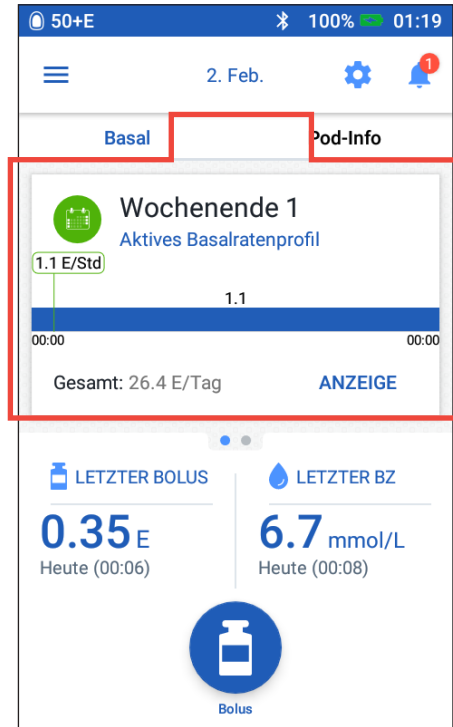 50+E 100% 01:19
2. Feb. 1
Basal Pod-Info
Wochenende 1
Aktives Basalratenprofil
1.1 E/Std
1.1
00:00 00:00
Gesamt: 26.4 E/Tag ANZEIGE
LETZTER BOLUS LETZTER BZ
0.35 E 6.7 mmol/L
Heute (00:06) Heute (00:08)
Bolus